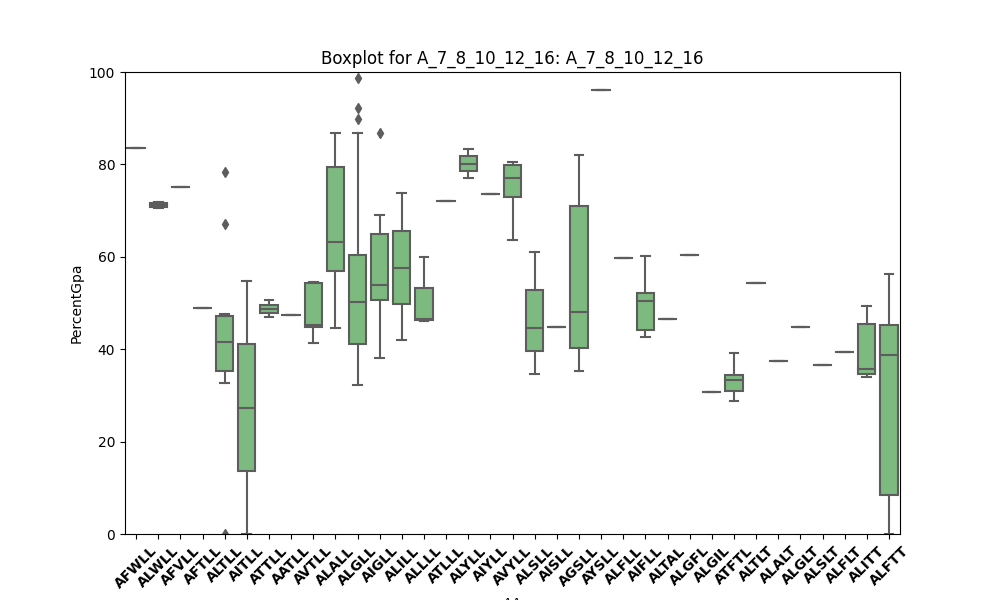 Boxplot for A_7_8_10_12_16: A_7_8_10_12_16
100
80
60
40
20
0
PercentGpa
AFWLL
ALWLL
AFVLL
AFTLL
ALTLL
AITLL
ATTLL
AATLL
AVTLL
ALALL
ALGLL
AIGLL
ALILL
ALLLL
ATLLL
ALYLL
AIYLL
AVYLL
ALSLL
AISLL
AGSLL
AYSLL
ALFLL
AIFLL
ALTAL
ALGFL
ALGIL
ATFTL
ALTLT
ALALT
ALGLT
ALSLT
ALFLT
ALITT
ALFTT